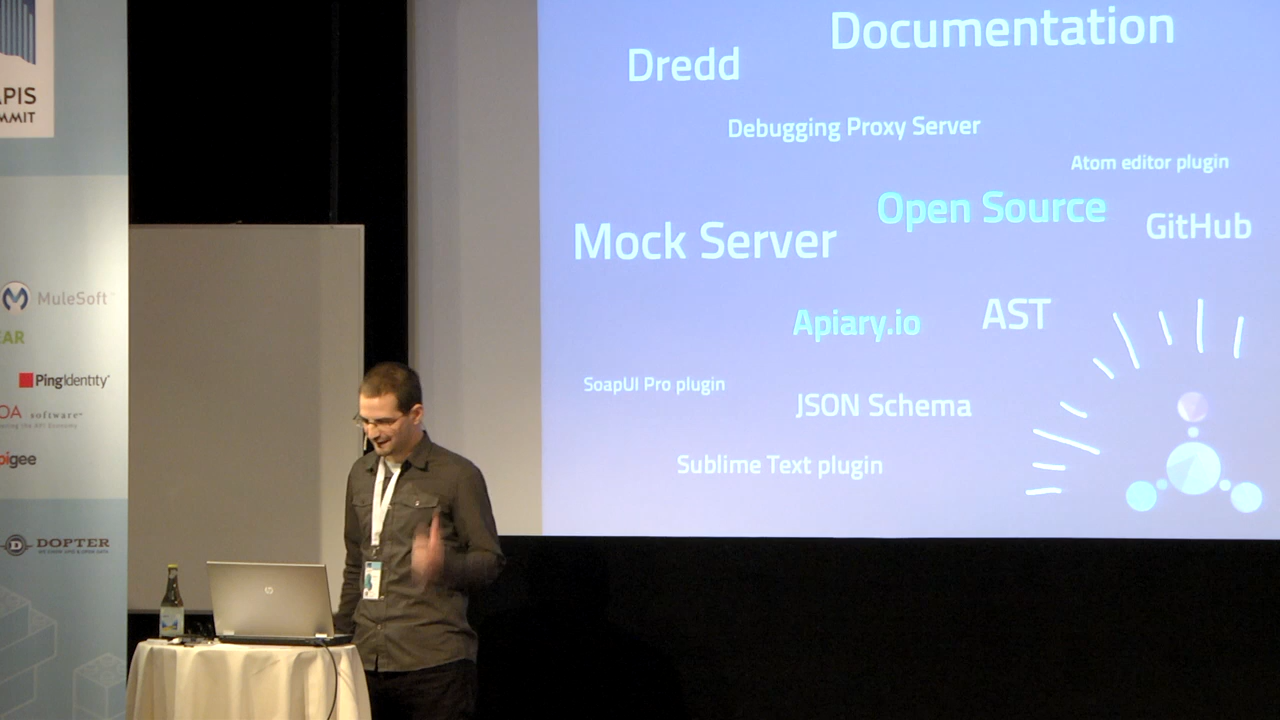 APIS
MMIT
MuleSoft
EAR
PingIdentity
OA software
pigee
DOPTER
hp
Documentation
Dredd
Debugging Proxy Server
Atom editor plugin
Open Source
GitHub
Mock Server
AST
Apiary.io
SoapUI Pro plugin
JSON Schema
Sublime Text plugin